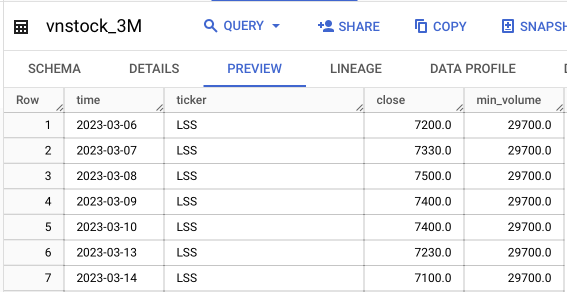 vnstock_3M QUERY SHARE COPY SNAPSH
SCHEMA DETAILS PREVIEW LINEAGE DATA PROFILE
Row time ticker close min_volume
1 2023-03-06 LSS 7200.0 29700.0
2 2023-03-07 LSS 7330.0 29700.0
3 2023-03-08 LSS 7500.0 29700.0
4 2023-03-09 LSS 7400.0 29700.0
5 2023-03-10 LSS 7400.0 29700.0
6 2023-03-13 LSS 7230.0 29700.0
7 2023-03-14 LSS 7100.0 29700.0